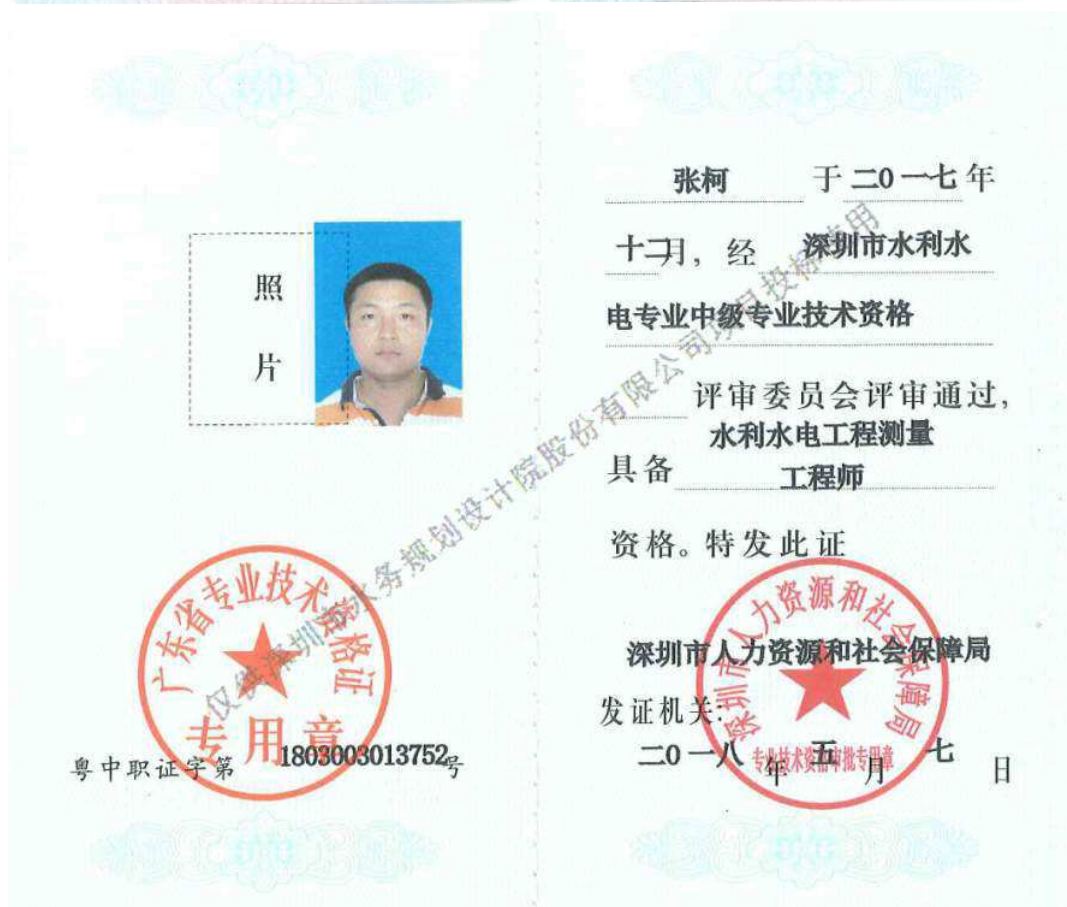 照
片
广东省专业技术资格证
专用章
粤中职证字第1803003013752号
张柯 于二0一七年
十二月，经 深圳市水利水
电专业中级专业技术资格
评审委员会评审通过，
水利水电工程测量
具备 工程师
资格。特发此证
深圳市人力资源和社会保障局
深圳市人力资源和社会保障局
发证机关:
专业技术资格审批专用章
二0一八年五月七日
仅供深圳市水务规划设计院股份有限公司项目投标使用